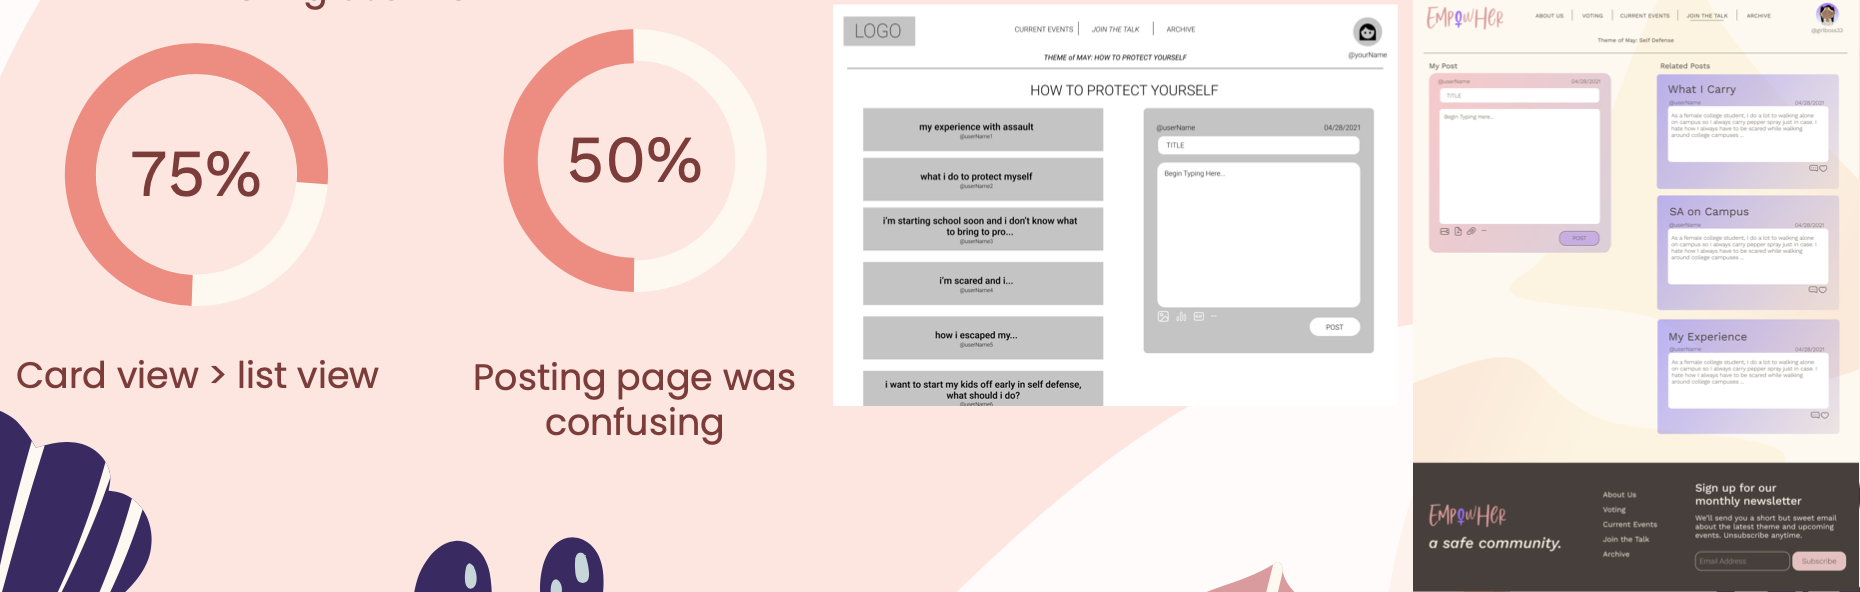 75%
Card view > list view
50%
Posting page was
confusing
LOGO
CURRENT EVENTS
JOIN THE TALK
ARCHIVE
@yourName
THEME of MAY: HOW TO PROTECT YOURSELF
HOW TO PROTECT YOURSELF
my experience with assault
@userName1
what i do to protect myself
@userName2
i'm starting school soon and i don't know what
to bring to pro...
@userName3
i'm scared and i...
@userName4
how i escaped my...
@userName5
i want to start my kids off early in self defense,
what should i do?
@userName6
@userName
04/28/2021
TITLE
Begin Typing Here...
POST
EMPOWHER
ABOUT US
VOTING
CURRENT EVENTS
JOIN THE TALK
ARCHIVE
@girlboss33
Theme of May: Self Defense
My Post
@userName
04/28/2021
TITLE
Begin Typing Here...
POST
Related Posts
What I Carry
@userName
04/28/2021
As a female college student, I do a lot to walking alone
on campus so I always carry pepper spray just in case. I
hate how I always have to be scared while walking
around college campuses ...
SA on Campus
@userName
04/28/2021
As a female college student, I do a lot to walking alone
on campus so I always carry pepper spray just in case. I
hate how I always have to be scared while walking
around college campuses ...
My Experience
@userName
04/28/2021
As a female college student, I do a lot to walking alone
on campus so I always carry pepper spray just in case. I
hate how I always have to be scared while walking
around college campuses ...
EMPOWHER
a safe community.
About Us
Voting
Current Events
Join the Talk
Archive
Sign up for our
monthly newsletter
We'll send you a short but sweet email
about the latest theme and upcoming
events. Unsubscribe anytime.
Email Address
Subscribe